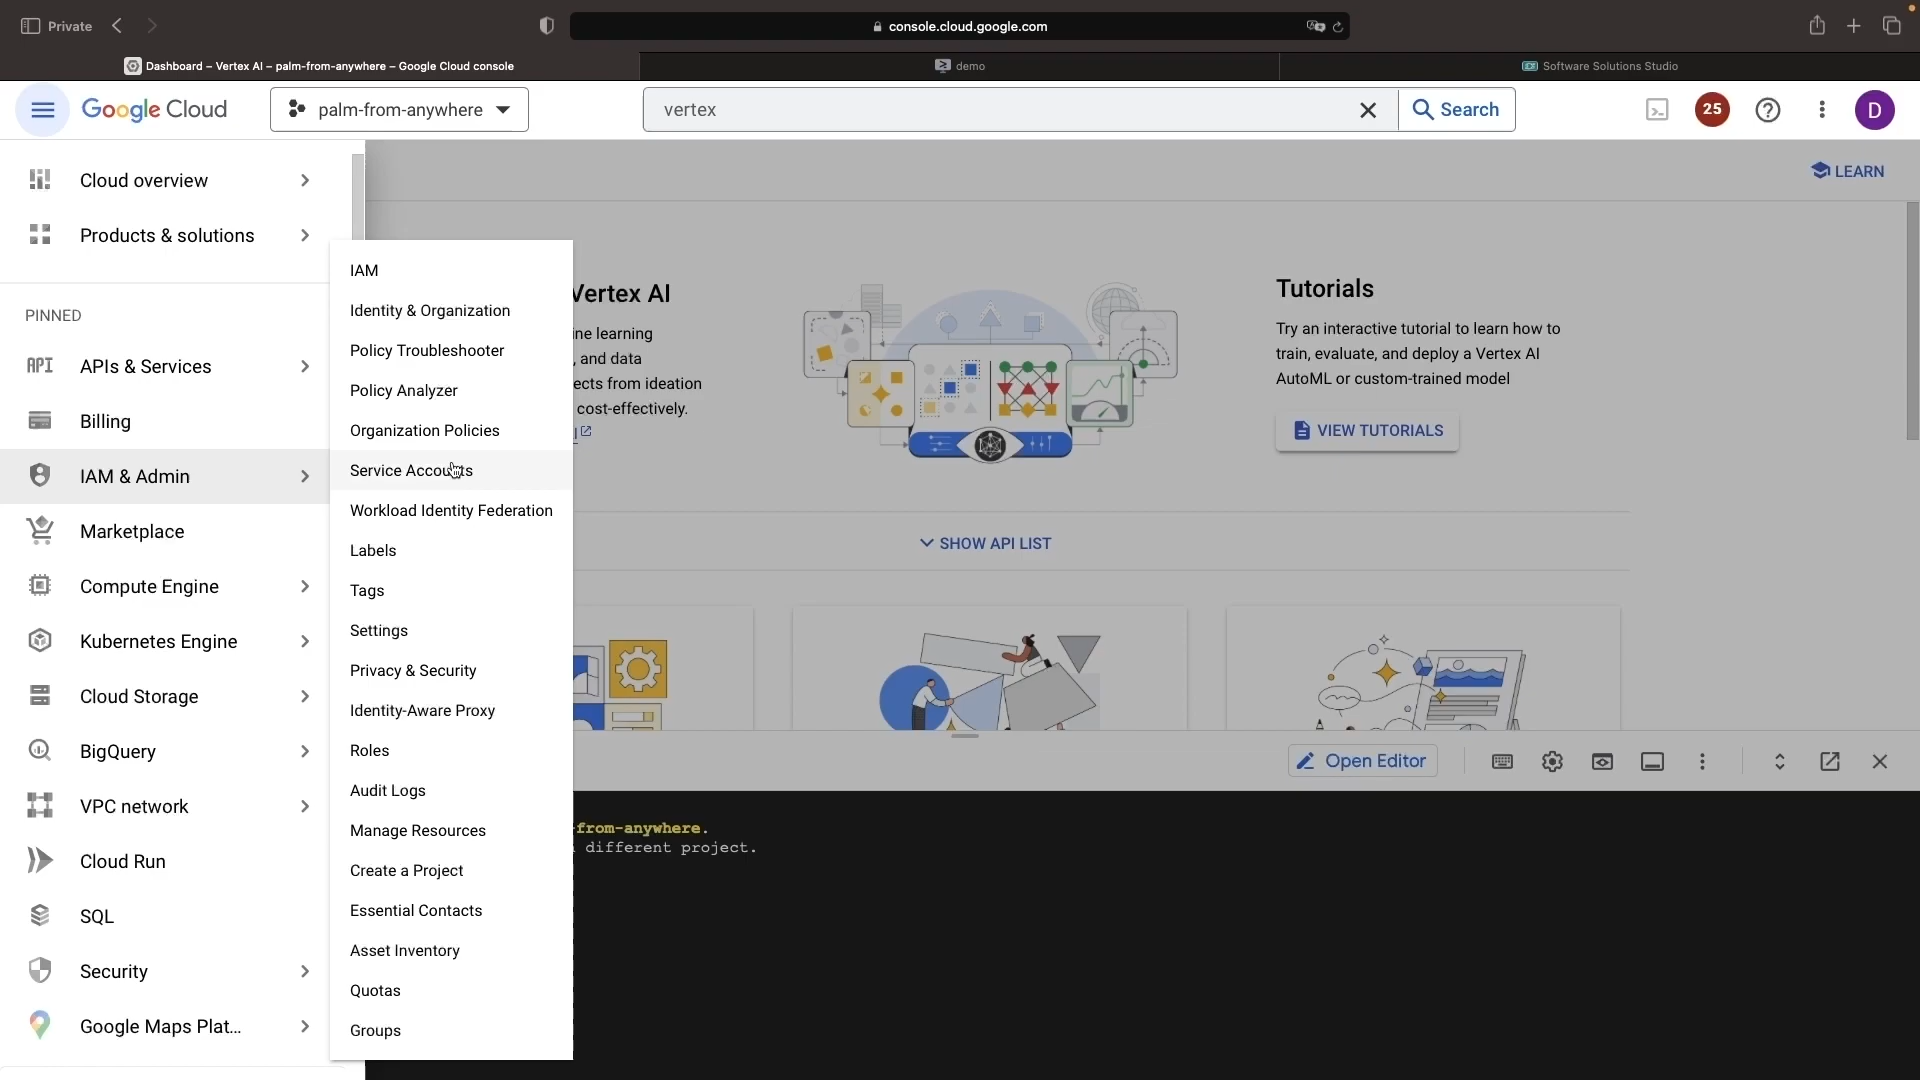 Private
console.cloud.google.com
Dashboard – Vertex AI – palm-from-anywhere – Google Cloud console
demo
Software Solutions Studio
Google Cloud
palm-from-anywhere
vertex
Search
25
D
Cloud overview
Products & solutions
PINNED
API APIs & Services
Billing
IAM & Admin
Marketplace
Compute Engine
Kubernetes Engine
Cloud Storage
BigQuery
VPC network
Cloud Run
SQL
Security
Google Maps Plat...
IAM
Identity & Organization
Policy Troubleshooter
Policy Analyzer
Organization Policies
Service Accounts
Workload Identity Federation
Labels
Tags
Settings
Privacy & Security
Identity-Aware Proxy
Roles
Audit Logs
Manage Resources
Create a Project
Essential Contacts
Asset Inventory
Quotas
Groups
LEARN
Vertex AI
ine learning
, and data
ects from ideation
cost-effectively.
Tutorials
Try an interactive tutorial to learn how to
train, evaluate, and deploy a Vertex AI
AutoML or custom-trained model
VIEW TUTORIALS
SHOW API LIST
Open Editor
-from-anywhere.
different project.